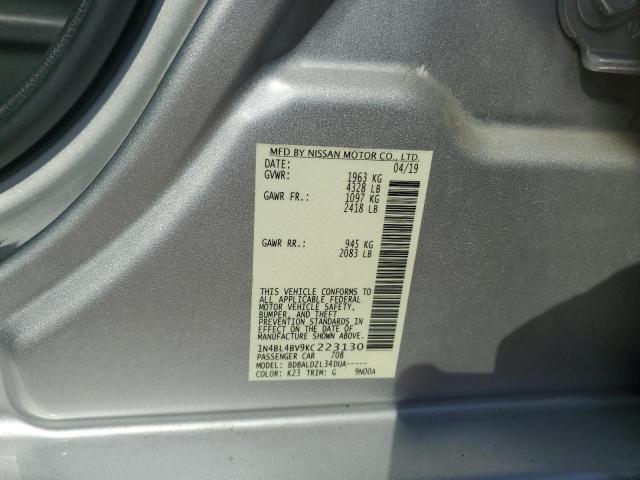 MFD BY NISSAN MOTOR CO., LTD.
DATE: 04/19
GVWR: 1963 KG
4328 LB
GAWR FR.: 1097 KG
2418 LB
GAWR RR.: 945 KG
2083 LB
THIS VEHICLE CONFORMS TO
ALL APPLICABLE FEDERAL
MOTOR VEHICLE SAFETY,
BUMPER, AND THEFT
PREVENTION STANDARDS
IN EFFECT ON THE DATE OF
MANUFACTURE SHOWN ABOVE.
1N4BL4BV9KC223130
PASSENGER CAR 708
MODEL: BDBALDZL34DUA-----
COLOR: K23 TRIM: G 9N00A